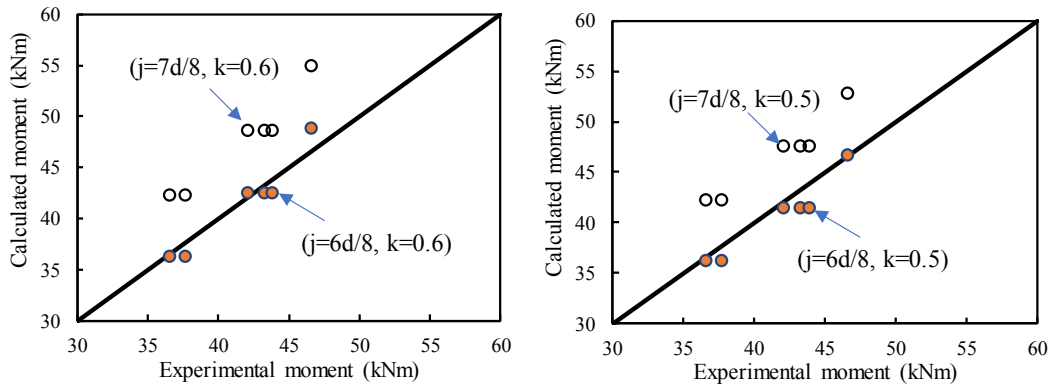 60
55
50
45
40
35
30
Calculated moment (kNm)
(j=7d/8, k=0.6)
(j=6d/8, k=0.6)
30 35 40 45 50 55 60
Experimental moment (kNm)
60
55
50
45
40
35
30
Calculated moment (kNm)
(j=7d/8, k=0.5)
(j=6d/8, k=0.5)
30 35 40 45 50 55 60
Experimental moment (kNm)